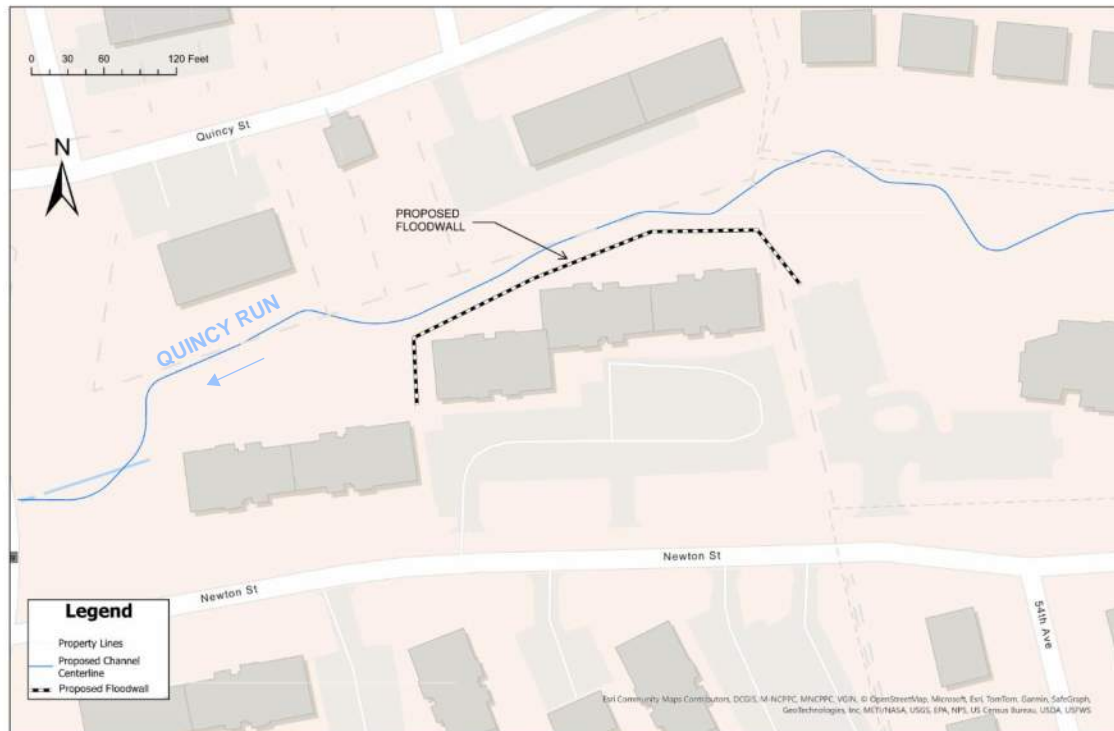 0 30 60 120 Feet
Quincy St
N
PROPOSED
FLOODWALL
QUINCY RUN
Newton St
Newton St
54th Ave
Legend
Property Lines
Proposed Channel
Centerline
Proposed Floodwall
Esri Community Maps Contributors, DCGIS, M-NCPPC, MNCPPC, VGIN, © OpenStreetMap, Microsoft, Esri, TomTom, Garmin, SafeGraph,
GeoTechnologies, Inc, METI/NASA, USGS, EPA, NPS, US Census Bureau, USDA, USFWS